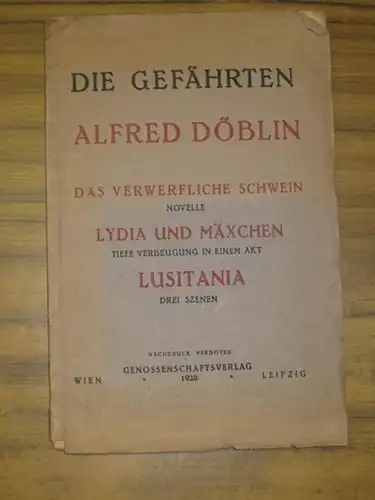 DIE GEFÄHRTEN
ALFRED DÖBLIN
DAS VERWERFLICHE SCHWEIN
NOVELLE
LYDIA UND MÄXCHEN
TIEFE VERBEUGUNG IN EINEM AKT
LUSITANIA
DREI SZENEN
NACHDRUCK VERBOTEN
GENOSSENSCHAFTSVERLAG
WIEN • 1920 • LEIPZIG